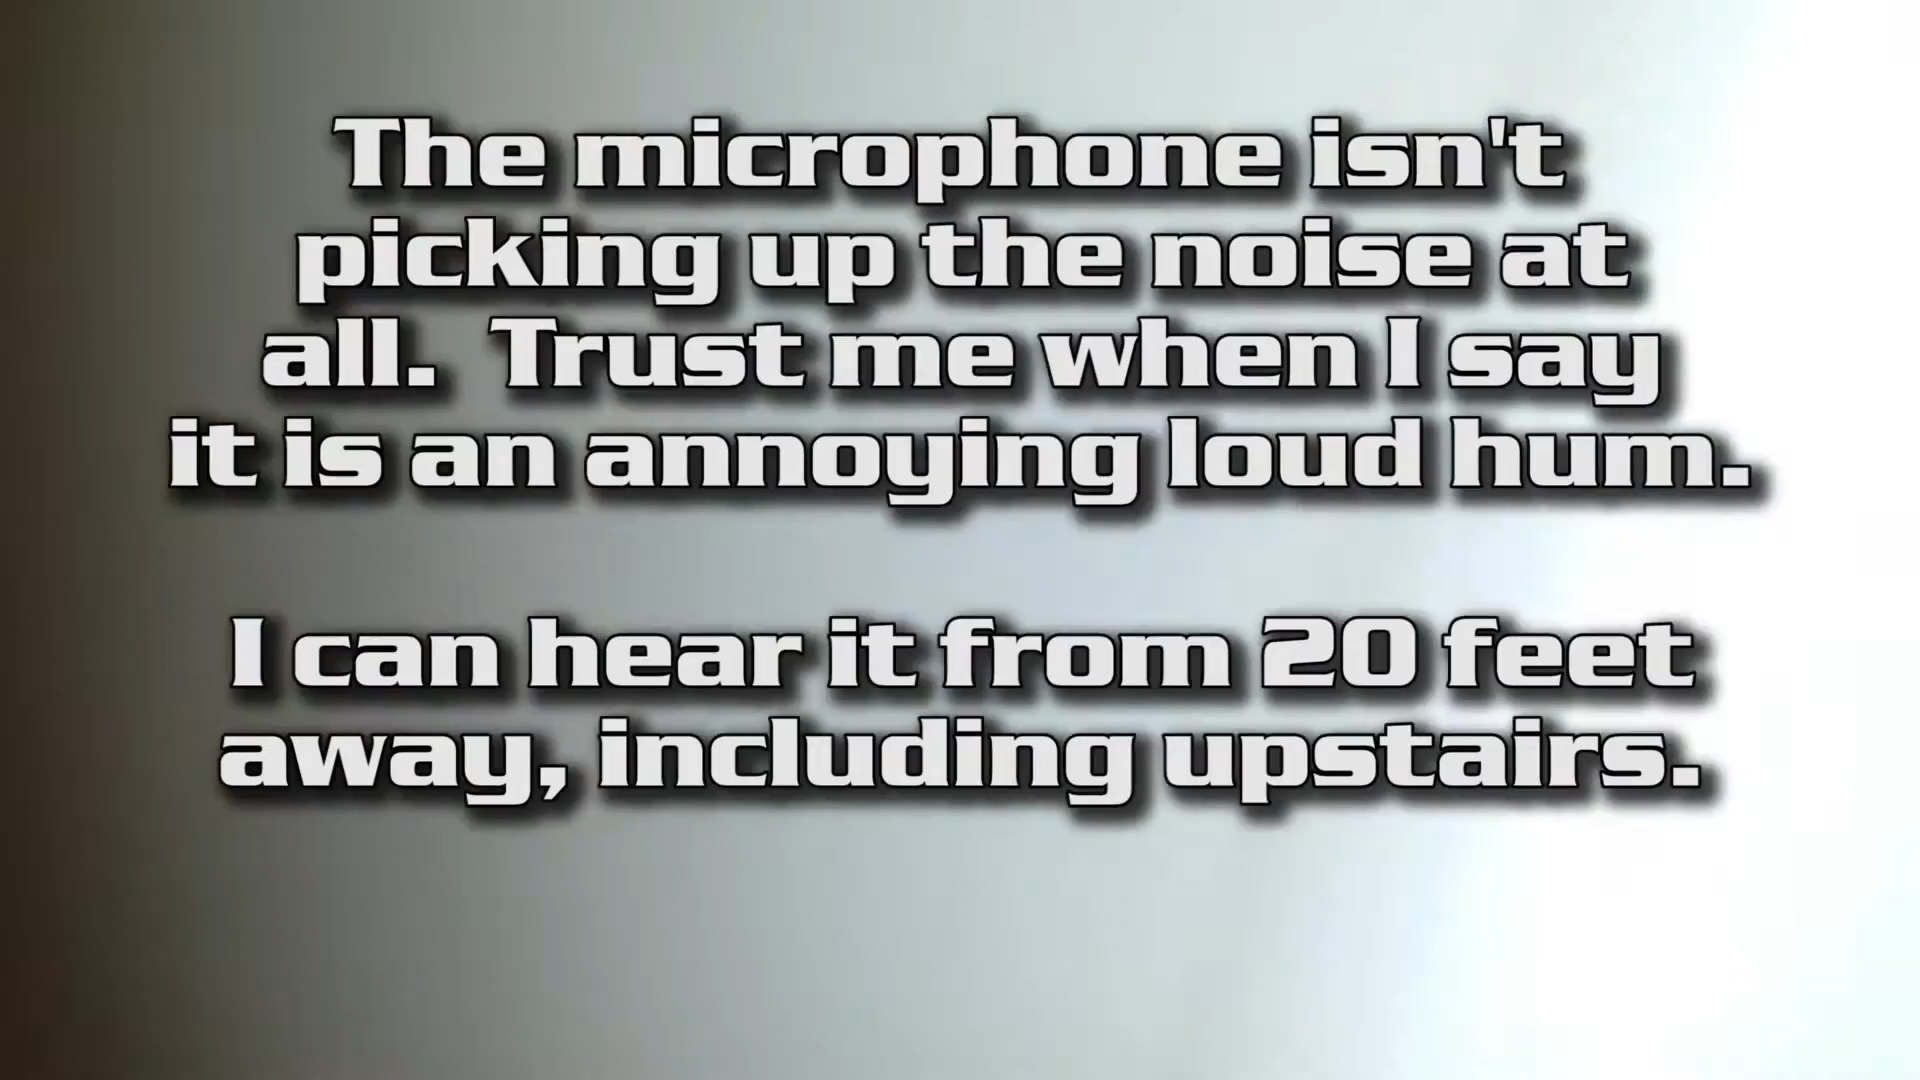 The microphone isn't
picking up the noise at
all.  Trust me when I say
it is an annoying loud hum.
I can hear it from 20 feet
away, including upstairs.